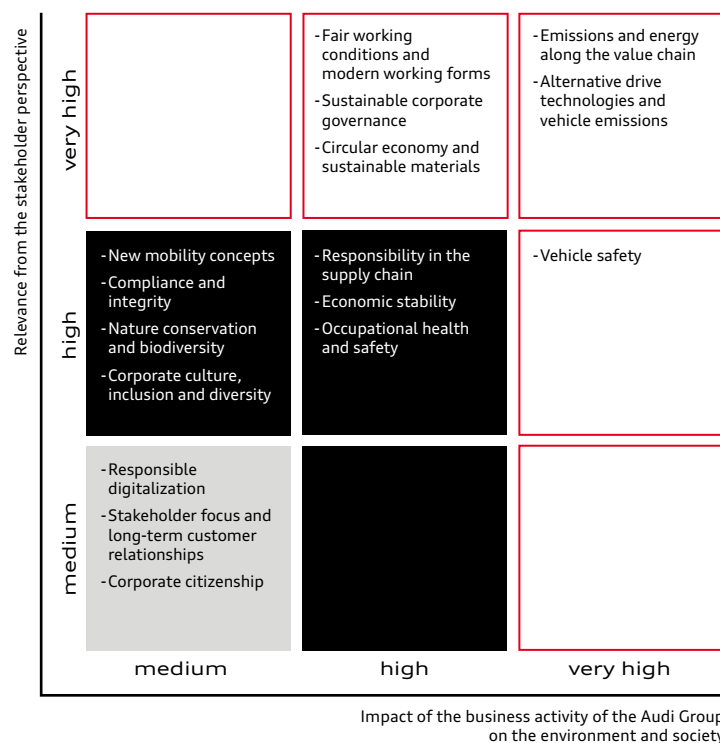 Relevance from the stakeholder perspective
very high
-Fair working
conditions and
modern working forms
-Sustainable corporate
governance
-Circular economy and
sustainable materials
-Emissions and energy
along the value chain
-Alternative drive
technologies and
vehicle emissions
high
-New mobility concepts
-Compliance and
integrity
-Nature conservation
and biodiversity
-Corporate culture,
inclusion and diversity
-Responsibility in the
supply chain
-Economic stability
-Occupational health
and safety
-Vehicle safety
medium
-Responsible
digitalization
-Stakeholder focus and
long-term customer
relationships
-Corporate citizenship
medium
high
very high
Impact of the business activity of the Audi Group
on the environment and society